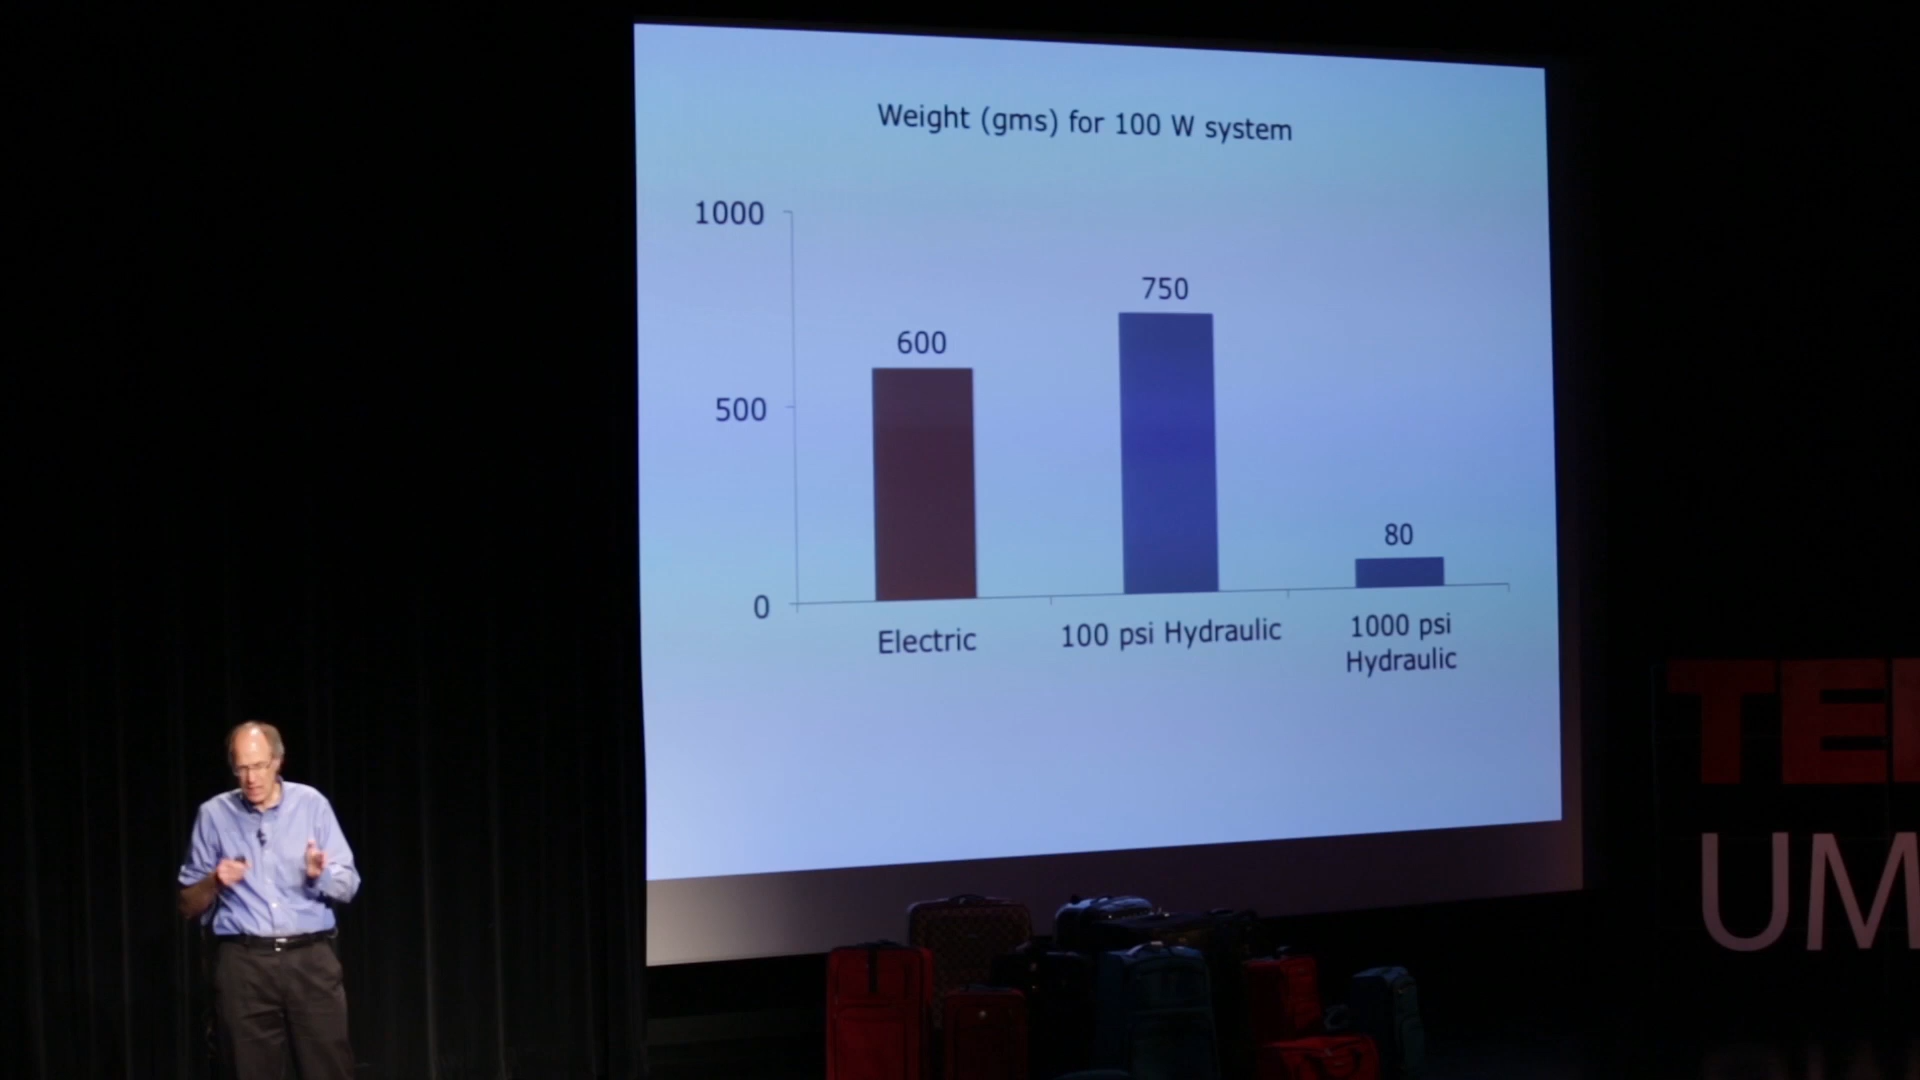 Weight (gms) for 100 W system
1000
500
0
600
750
80
Electric
100 psi Hydraulic
1000 psi
Hydraulic
TED
UM